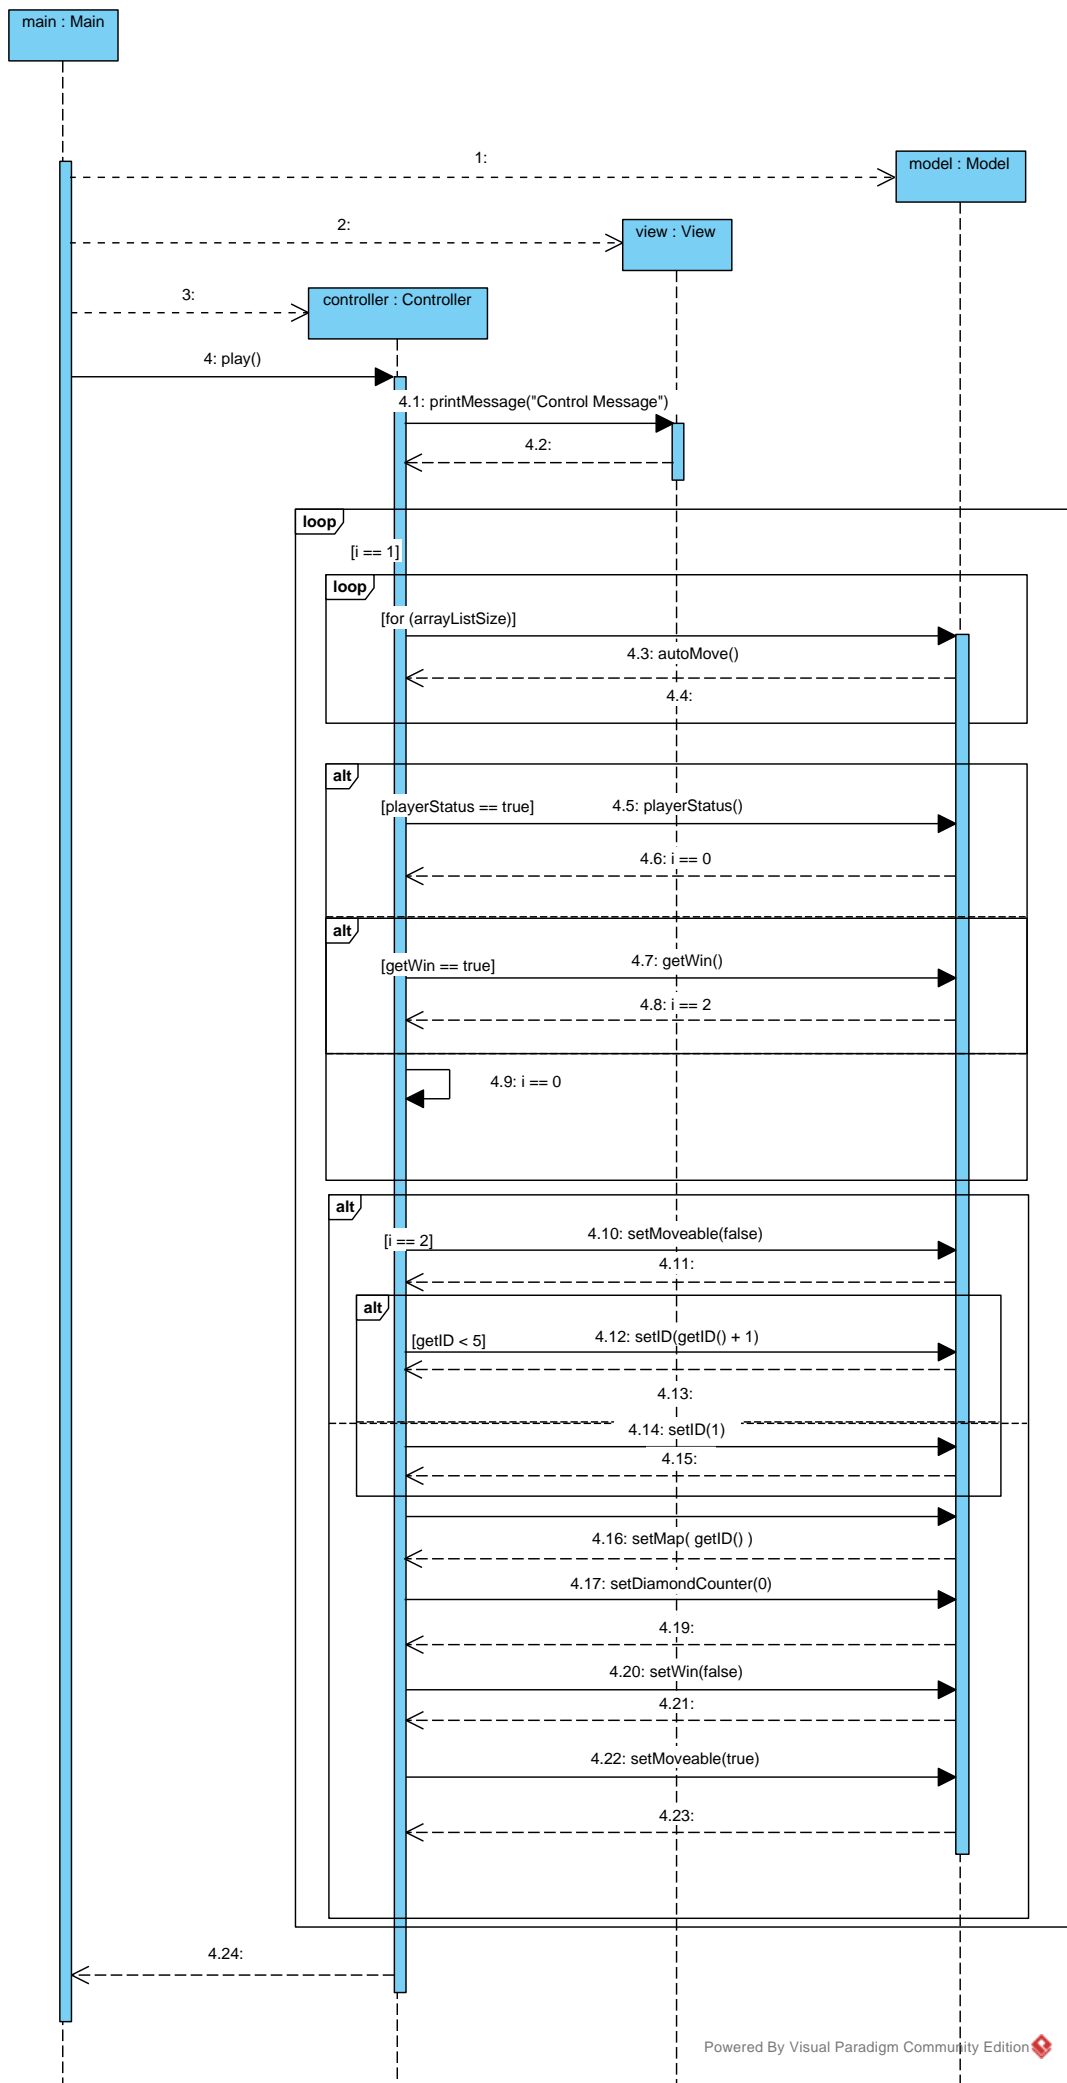 main : Main
1:
model : Model
2:
view : View
3:
controller : Controller
4: play()
4.1: printMessage("Control Message")
4.2:
loop
[i == 1]
loop
[for (arrayListSize)]
4.3: autoMove()
4.4:
alt
[playerStatus == true]
4.5: playerStatus()
4.6: i == 0
alt
[getWin == true]
4.7: getWin()
4.8: i == 2
4.9: i == 0
alt
[i == 2]
4.10: setMoveable(false)
4.11:
alt
[getID < 5]
4.12: setID(getID() + 1)
4.13:
4.14: setID(1)
4.15:
4.16: setMap( getID() )
4.17: setDiamondCounter(0)
4.19:
4.20: setWin(false)
4.21:
4.22: setMoveable(true)
4.23:
4.24:
Powered By Visual Paradigm Community Edition